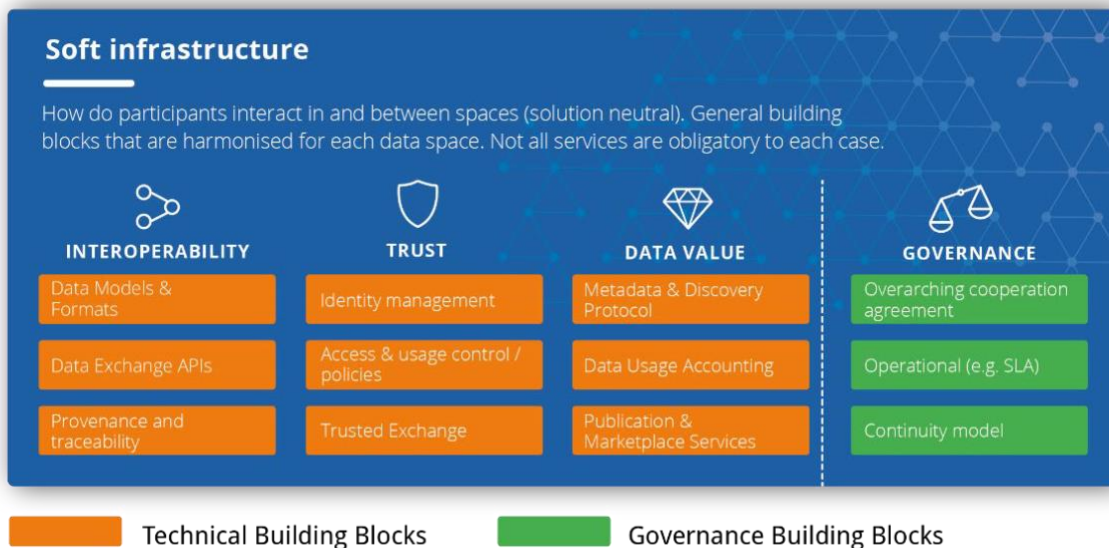 Soft infrastructure
How do participants interact in and between spaces (solution neutral). General building
blocks that are harmonised for each data space. Not all services are obligatory to each case.
INTEROPERABILITY
Data Models &
Formats
Data Exchange APIs
Provenance and
traceability
TRUST
Identity management
Access & usage control /
policies
Trusted Exchange
DATA VALUE
Metadata & Discovery
Protocol
Data Usage Accounting
Publication &
Marketplace Services
GOVERNANCE
Overarching cooperation
agreement
Operational (e.g. SLA)
Continuity model
Technical Building Blocks
Governance Building Blocks